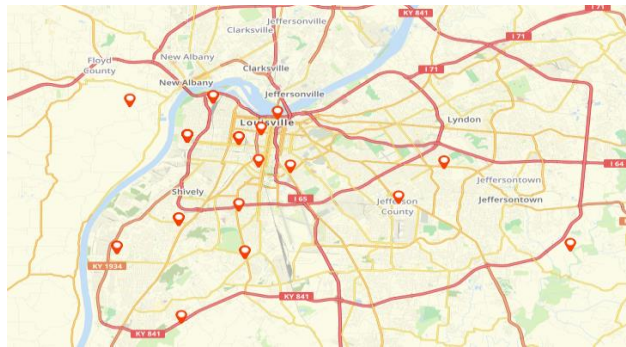 KY 841
Jeffersonville
Clarksville
I 71
Floyd
County
New Albany
I 71
Clarksville
New Albany
Jeffersonville
Louisville
Lyndon
I 64
Jeffersontown
Shively
I 65
Jefferson
County
Jeffersontown
KY 1934
KY 841
KY 841